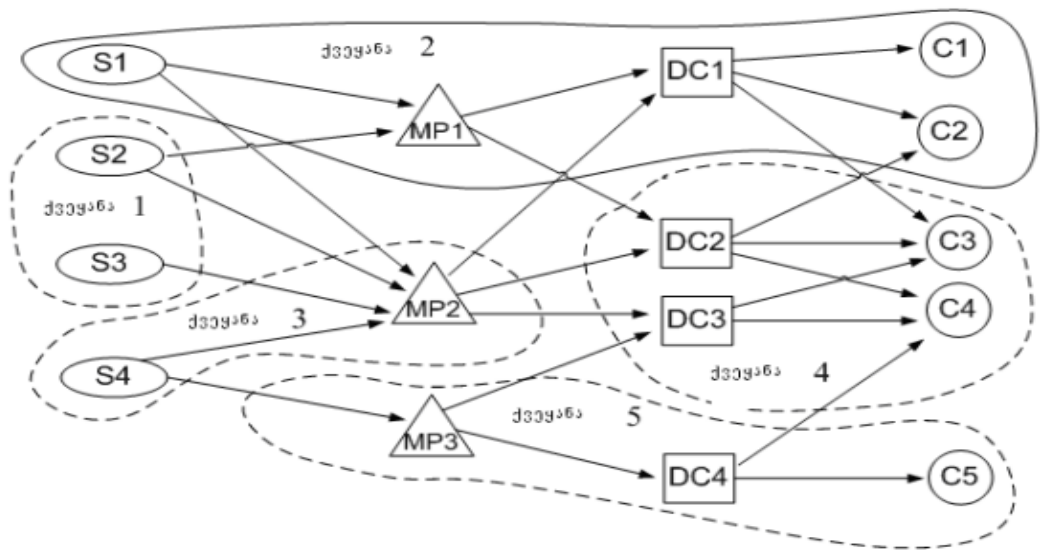 ქვეყანა 2
S1
DC1
C1
MP1
C2
S2
ქვეყანა 1
DC2
C3
S3
MP2
ქვეყანა 3
DC3
C4
S4
ქვეყანა 4
ქვეყანა 5
MP3
DC4
C5